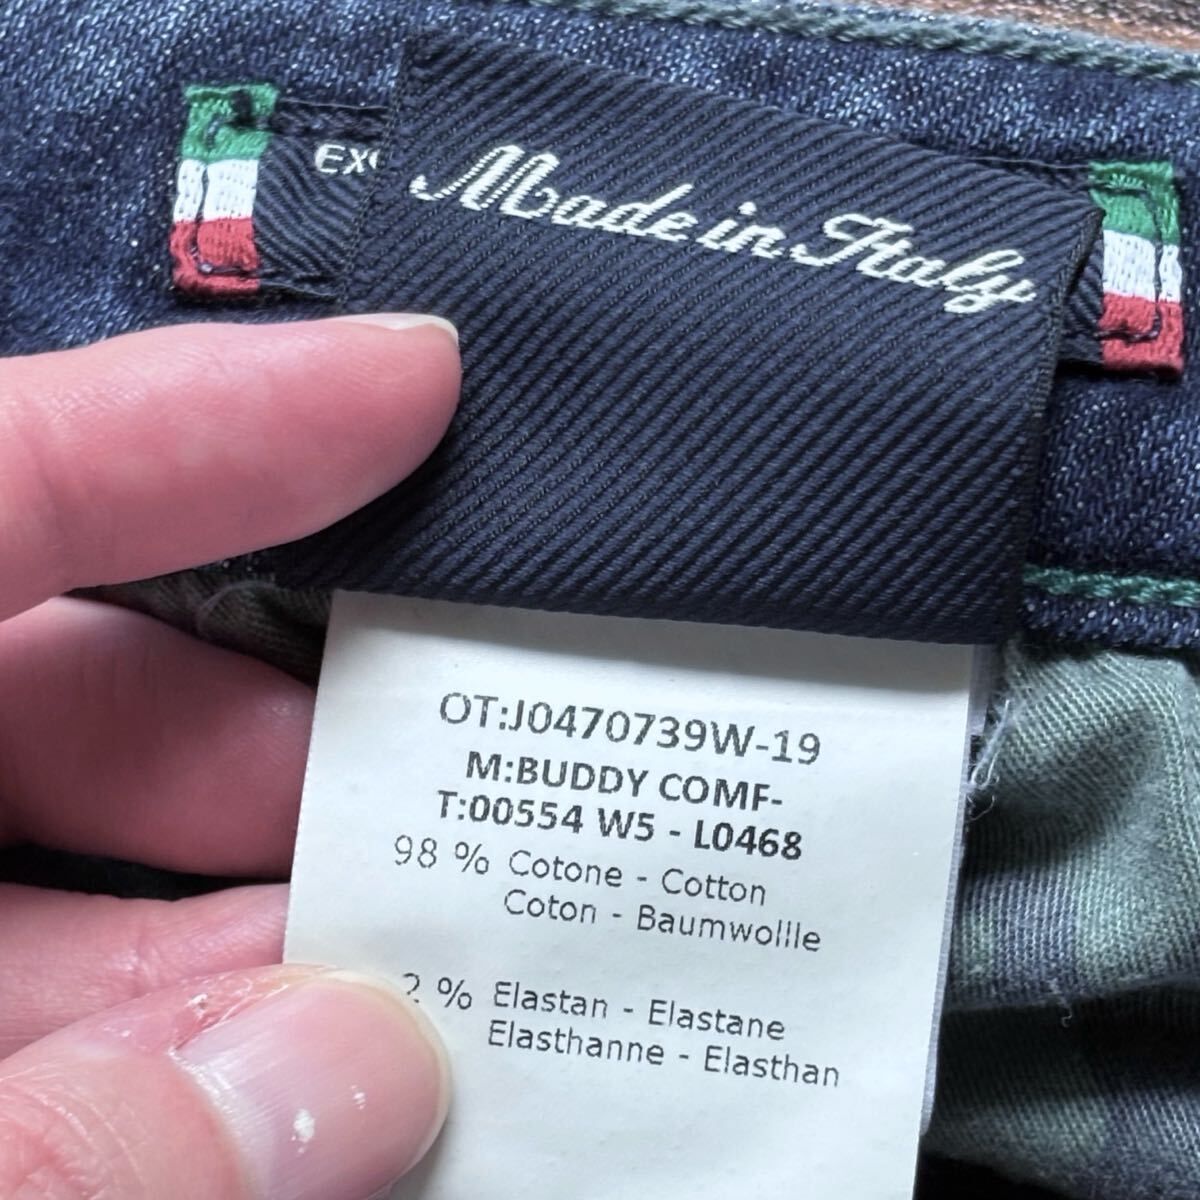 Made in Italy
OT:J0470739W-19
M:BUDDY COMF-
T:00554 W5 - L0468
98 % Cotone - Cotton
Coton - Baumwollle
2 % Elastan - Elastane
Elasthanne - Elasthan